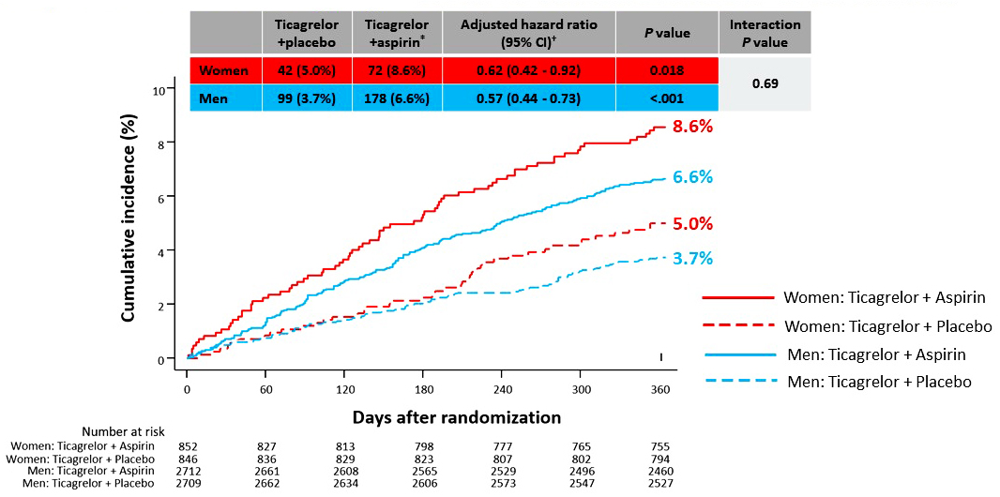 Ticagrelor +placebo Ticagrelor +aspirin* Adjusted hazard ratio (95% CI)† P value Interaction P value
Women 42 (5.0%) 72 (8.6%) 0.62 (0.42 - 0.92) 0.018
Men 99 (3.7%) 178 (6.6%) 0.57 (0.44 - 0.73) <.001
0.69
Cumulative incidence (%)
10
8
6
4
2
0
8.6%
6.6%
5.0%
3.7%
Women: Ticagrelor + Aspirin
Women: Ticagrelor + Placebo
Men: Ticagrelor + Aspirin
Men: Ticagrelor + Placebo
0 60 120 180 240 300 360
Days after randomization
Number at risk
Women: Ticagrelor + Aspirin 852 827 813 798 777 765 755
Women: Ticagrelor + Placebo 846 836 829 823 807 802 794
Men: Ticagrelor + Aspirin 2712 2661 2608 2565 2529 2496 2460
Men: Ticagrelor + Placebo 2709 2662 2634 2606 2573 2547 2527